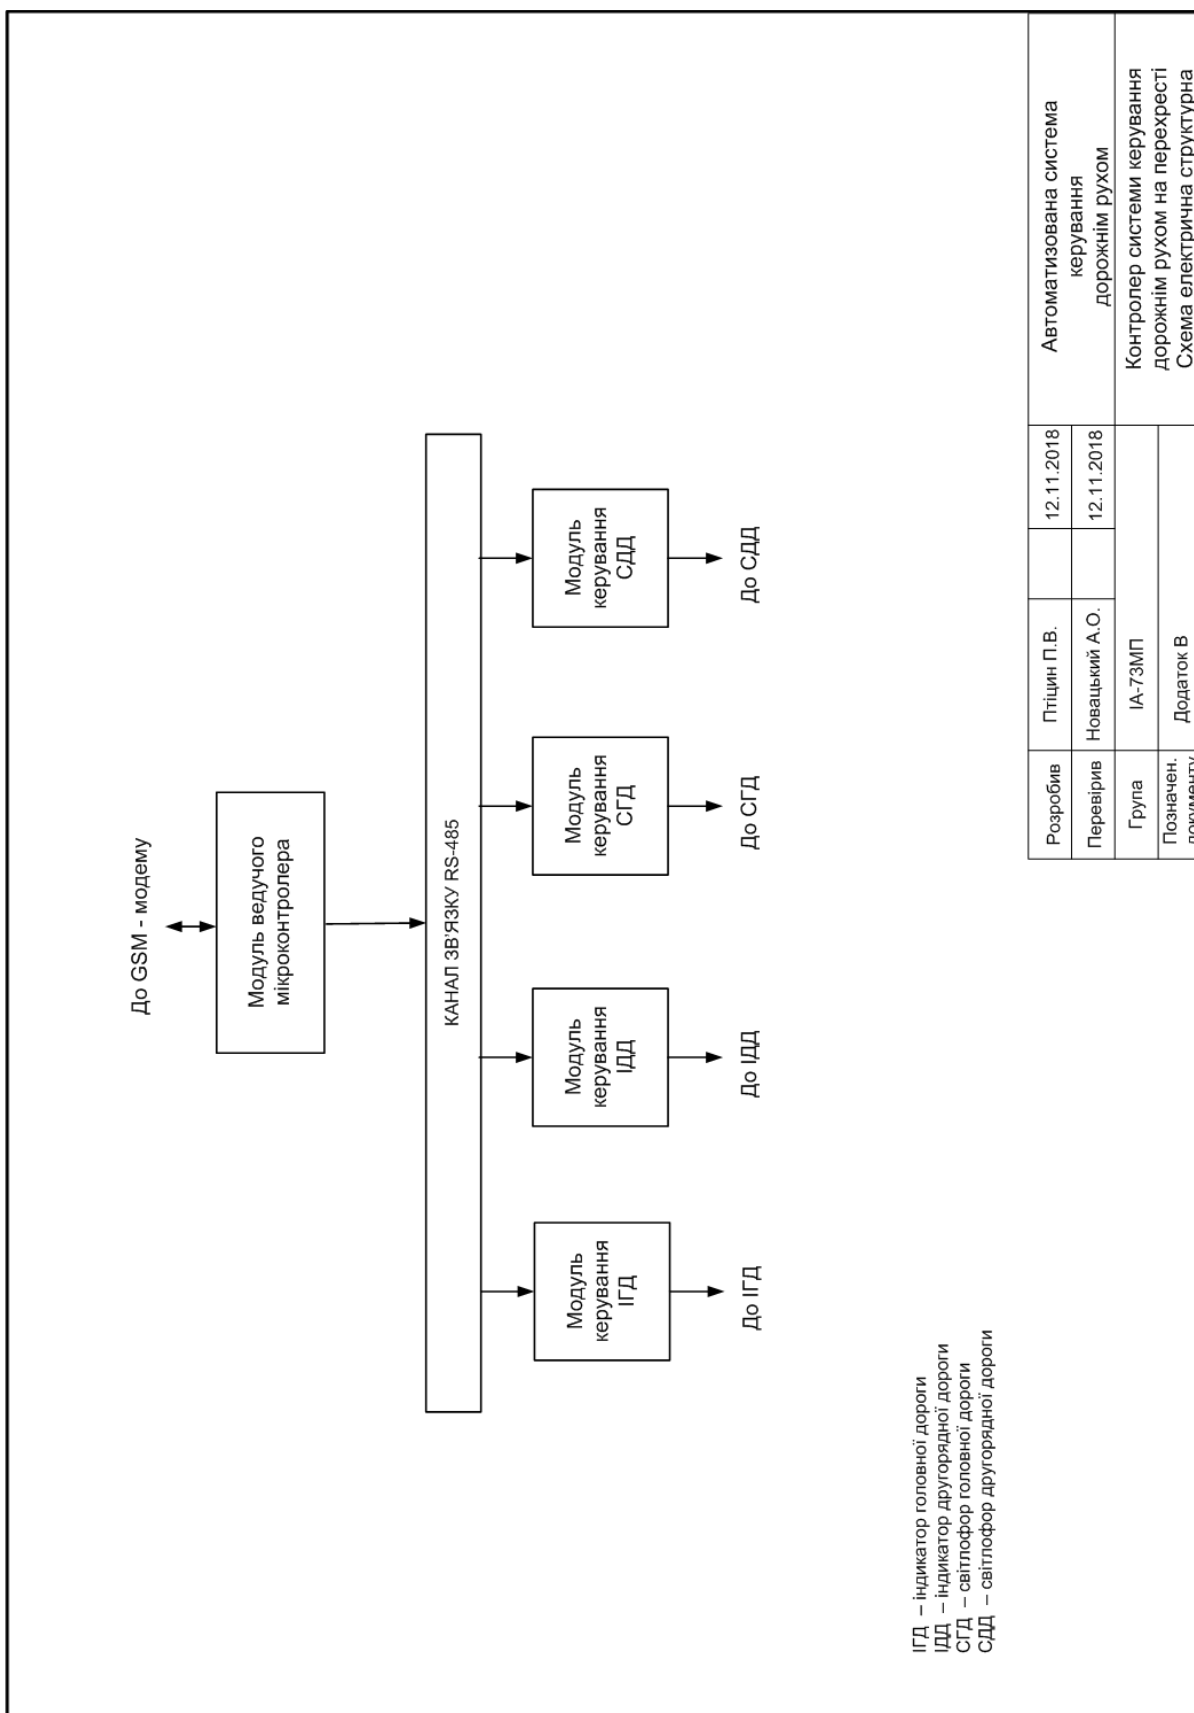 До GSM - модему
Модуль ведучого
мікроконтролера
КАНАЛ ЗВ'ЯЗКУ RS-485
Модуль
керування
ІГД
Модуль
керування
ІДД
Модуль
керування
СГД
Модуль
керування
СДД
До ІГД
До ІДД
До СГД
До СДД
ІГД – індикатор головної дороги
ІДД – індикатор другорядної дороги
СГД – світлофор головної дороги
СДД – світлофор другорядної дороги
Розробив Птіцин П.В. 12.11.2018
Перевірив Новацький А.О. 12.11.2018
Група ІА-73МП
Позначен.
документу
Додаток В
Автоматизована система
керування
дорожнім рухом
Контролер системи керування
дорожнім рухом на перехресті
Схема електрична структурна